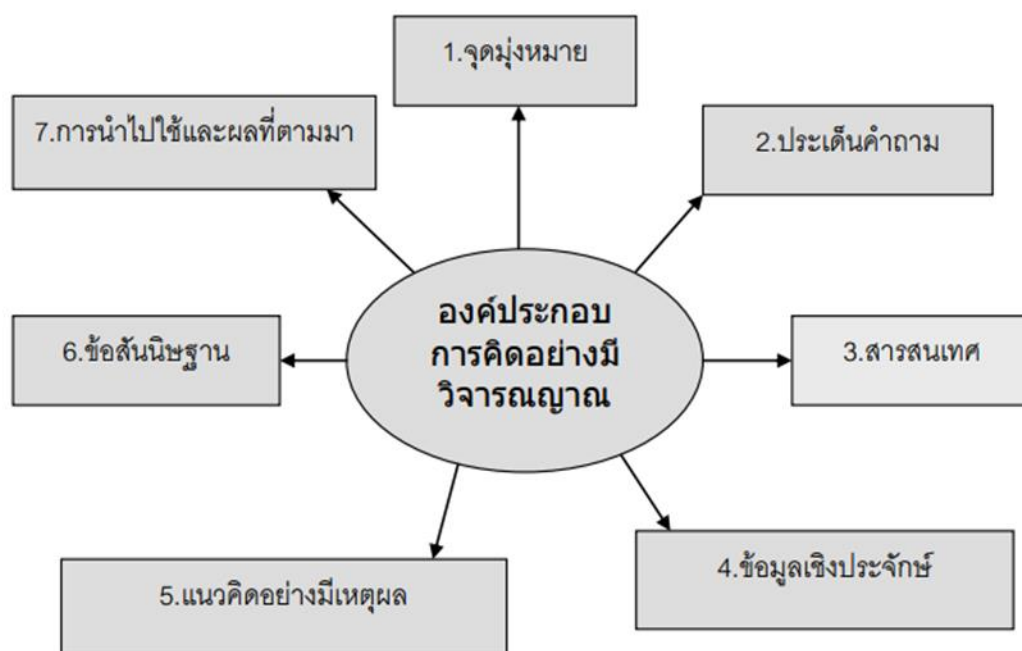 1.จุดมุ่งหมาย
7.การนำไปใช้และผลที่ตามมา
2.ประเด็นคำถาม
องค์ประกอบ
การคิดอย่างมี
วิจารณญาณ
6.ข้อสันนิษฐาน
3.สารสนเทศ
4.ข้อมูลเชิงประจักษ์
5.แนวคิดอย่างมีเหตุผล